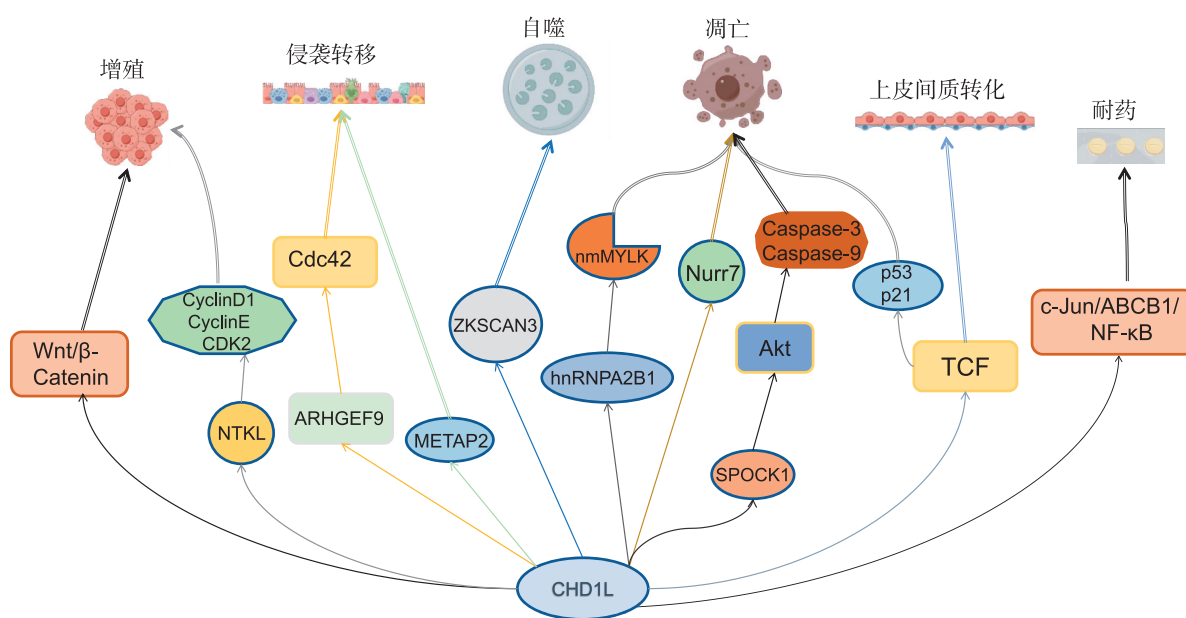 自噬
凋亡
侵袭转移
增殖
上皮间质转化
耐药
Cdc42
nmMYLK
Nurr7
Caspase-3
Caspase-9
p53
p21
CyclinD1
CyclinE
CDK2
ZKSCAN3
c-Jun/ABCB1/
NF-κB
Wnt/β-
Catenin
hnRNPA2B1
Akt
TCF
NTKL
ARHGEF9
METAP2
SPOCK1
CHD1L